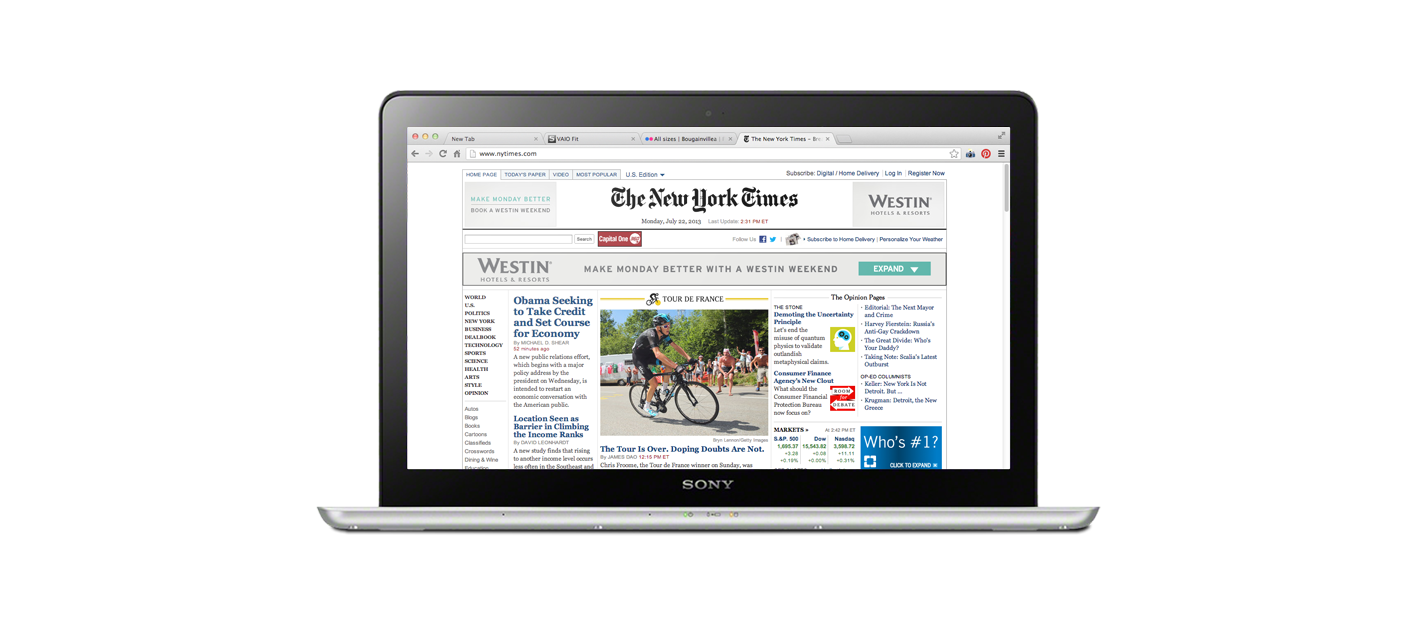 New Tab
VAIO Fit
All sizes | Bougainvillea |
The New York Times – Bre
www.nytimes.com
HOME PAGE
TODAY'S PAPER
VIDEO
MOST POPULAR
U.S. Edition
Subscribe: Digital / Home Delivery
Log In
Register Now
MAKE MONDAY BETTER
BOOK A WESTIN WEEKEND
The New York Times
Monday, July 22, 2013
Last Update: 2:31 PM ET
WESTIN
HOTELS & RESORTS
Search
Capital One 360
Follow Us
Subscribe to Home Delivery | Personalize Your Weather
WESTIN
HOTELS & RESORTS
MAKE MONDAY BETTER WITH A WESTIN WEEKEND
EXPAND
WORLD
U.S.
POLITICS
NEW YORK
BUSINESS
DEALBOOK
TECHNOLOGY
SPORTS
SCIENCE
HEALTH
ARTS
STYLE
OPINION
Autos
Blogs
Books
Cartoons
Classifieds
Crosswords
Dining & Wine
Education
Obama Seeking
to Take Credit
and Set Course
for Economy
By MICHAEL D. SHEAR
52 minutes ago
A new public relations effort,
which begins with a major
policy address by the
president on Wednesday, is
intended to restart an
economic conversation with
the American public.
Location Seen as
Barrier in Climbing
the Income Ranks
By DAVID LEONHARDT
A new study finds that rising
to another income level occurs
less often in the Southeast and
TOUR DE FRANCE
Bryn Lennon/Getty Images
The Tour Is Over. Doping Doubts Are Not.
By JAMES DAO 12:15 PM ET
Chris Froome, the Tour de France winner on Sunday, was
The Opinion Pages
THE STONE
Demoting the Uncertainty
Principle
Let's end the
misuse of quantum
physics to validate
outlandish
metaphysical claims.
Consumer Finance
Agency's New Clout
What should the
Consumer Financial
Protection Bureau
now focus on?
ROOM
for
DEBATE
Editorial: The Next Mayor
and Crime
Harvey Fierstein: Russia's
Anti-Gay Crackdown
The Great Divide: Who's
Your Daddy?
Taking Note: Scalia's Latest
Outburst
OP-ED COLUMNISTS
Keller: New York Is Not
Detroit. But ...
Krugman: Detroit, the New
Greece
MARKETS
At 2:42 PM ET
S.&P. 500 Dow Nasdaq
1,695.37 15,543.82 3,598.72
+3.28 +0.08 +11.11
+0.19% +0.00% +0.31%
Who's #1?
CLICK TO EXPAND
SONY